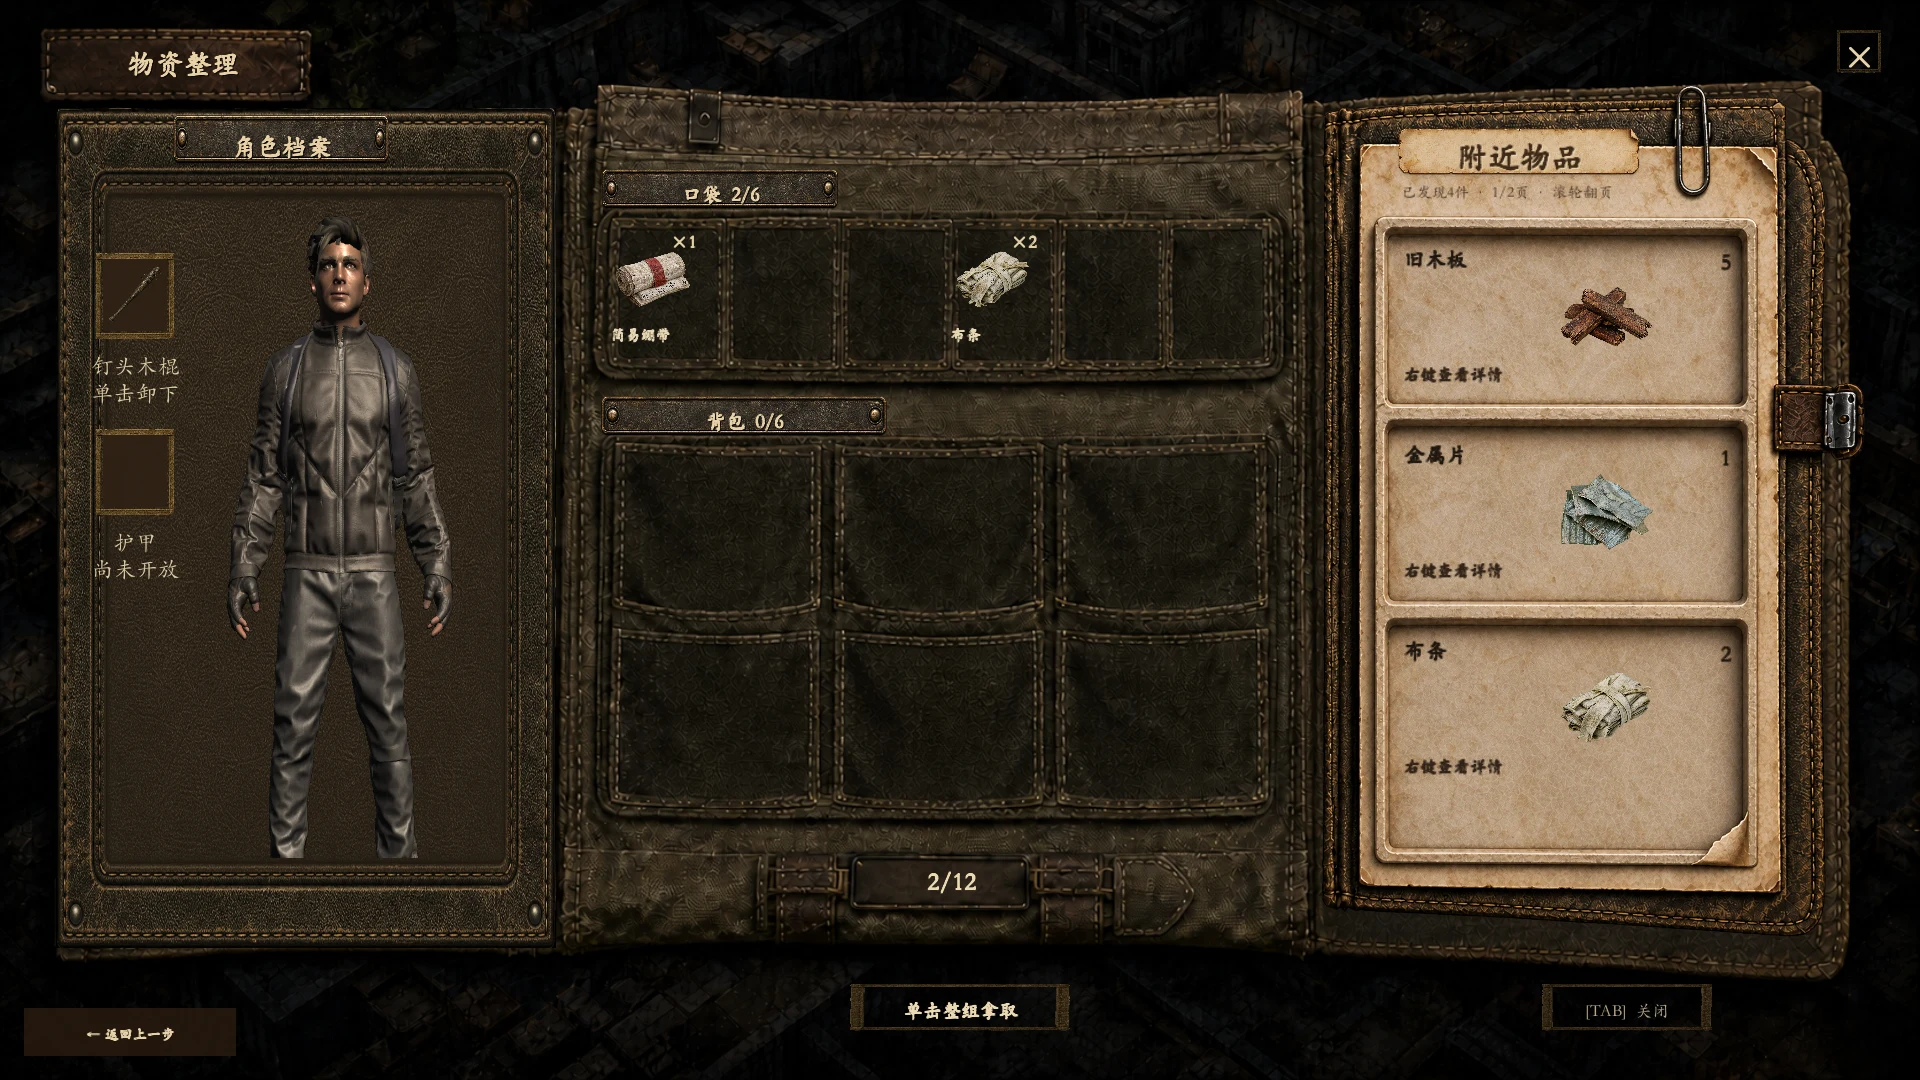 物资整理
角色档案
钉头木棍
单击卸下
护甲
尚未开放
口袋 2/6
×1
简易绷带
×2
布条
背包 0/6
2/12
附近物品
已发现4件 · 1/2页 · 滚轮翻页
旧木板 5
右键查看详情
金属片 1
右键查看详情
布条 2
右键查看详情
← 返回上一步
单击整组拿取
[TAB] 关闭